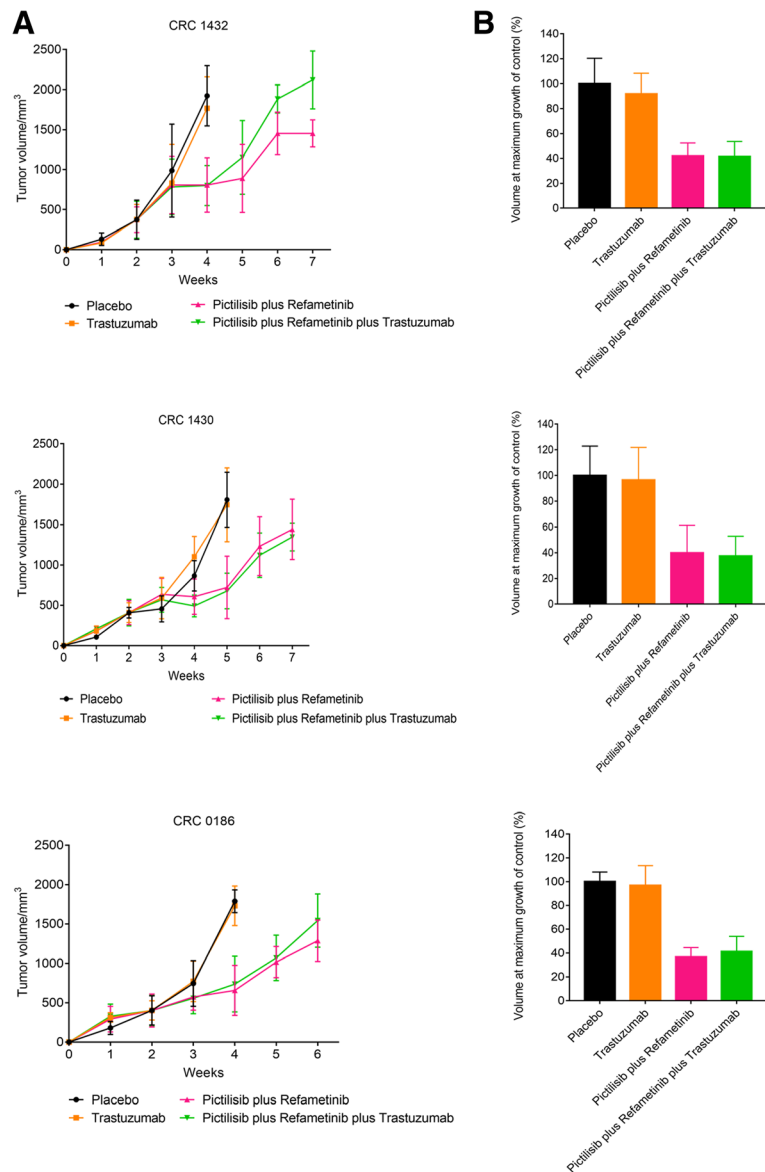 A
CRC 1432
Tumor volume/mm³
2500
2000
1500
1000
500
0
0 1 2 3 4 5 6 7
Weeks
Placebo
Trastuzumab
Pictilisib plus Refametinib
Pictilisib plus Refametinib plus Trastuzumab
B
Volume at maximum growth of control (%)
140
120
100
80
60
40
20
0
Placebo
Trastuzumab
Pictilisib plus Refametinib
Pictilisib plus Refametinib plus Trastuzumab
CRC 1430
Tumor volume/mm³
2500
2000
1500
1000
500
0
0 1 2 3 4 5 6 7
Weeks
Placebo
Trastuzumab
Pictilisib plus Refametinib
Pictilisib plus Refametinib plus Trastuzumab
Volume at maximum growth of control (%)
140
120
100
80
60
40
20
0
Placebo
Trastuzumab
Pictilisib plus Refametinib
Pictilisib plus Refametinib plus Trastuzumab
CRC 0186
Tumor volume/mm³
2500
2000
1500
1000
500
0
0 1 2 3 4 5 6
Weeks
Placebo
Trastuzumab
Pictilisib plus Refametinib
Pictilisib plus Refametinib plus Trastuzumab
Volume at maximum growth of control (%)
140
120
100
80
60
40
20
0
Placebo
Trastuzumab
Pictilisib plus Refametinib
Pictilisib plus Refametinib plus Trastuzumab